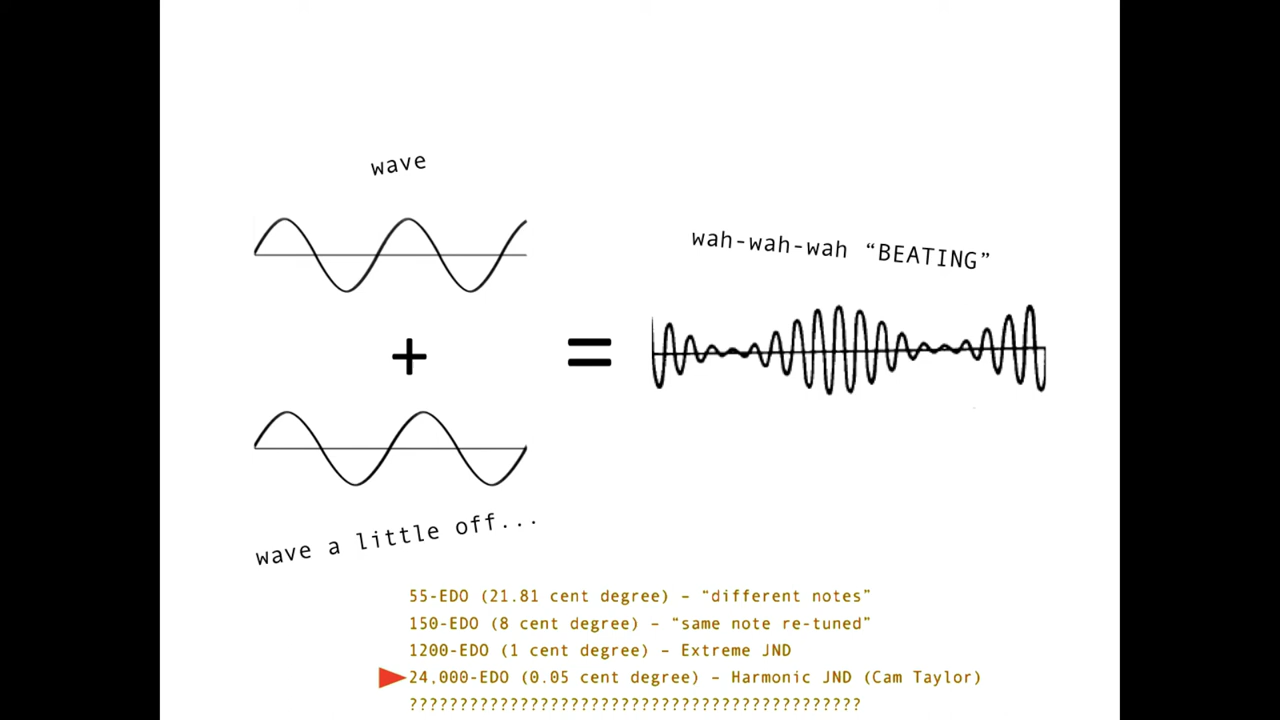 wave
+
=
wah-wah-wah “BEATING”
wave a little off...
55-EDO (21.81 cent degree) – “different notes”
150-EDO (8 cent degree) – “same note re-tuned”
1200-EDO (1 cent degree) – Extreme JND
24,000-EDO (0.05 cent degree) – Harmonic JND (Cam Taylor)
????????????????????????????????????????????